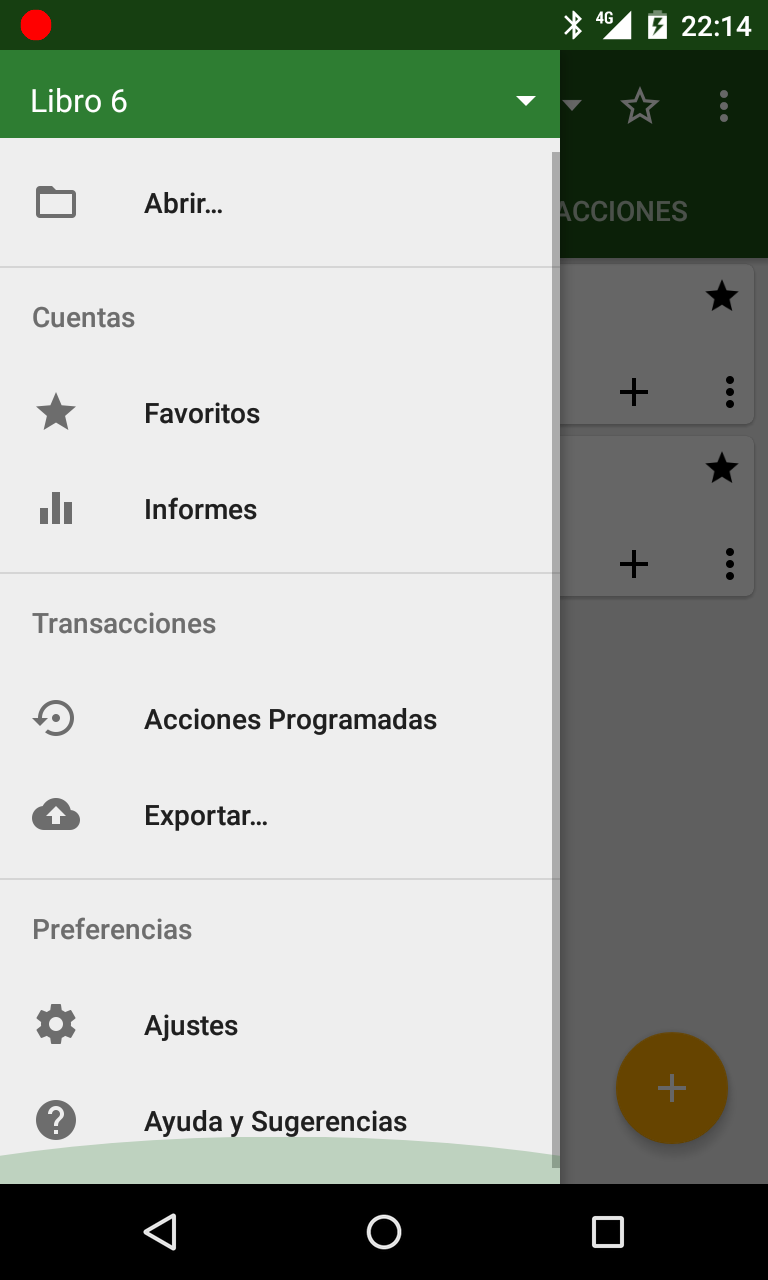 4G 22:14
Libro 6
Abrir…
ACCIONES
Cuentas
Favoritos
Informes
Transacciones
Acciones Programadas
Exportar…
Preferencias
Ajustes
Ayuda y Sugerencias